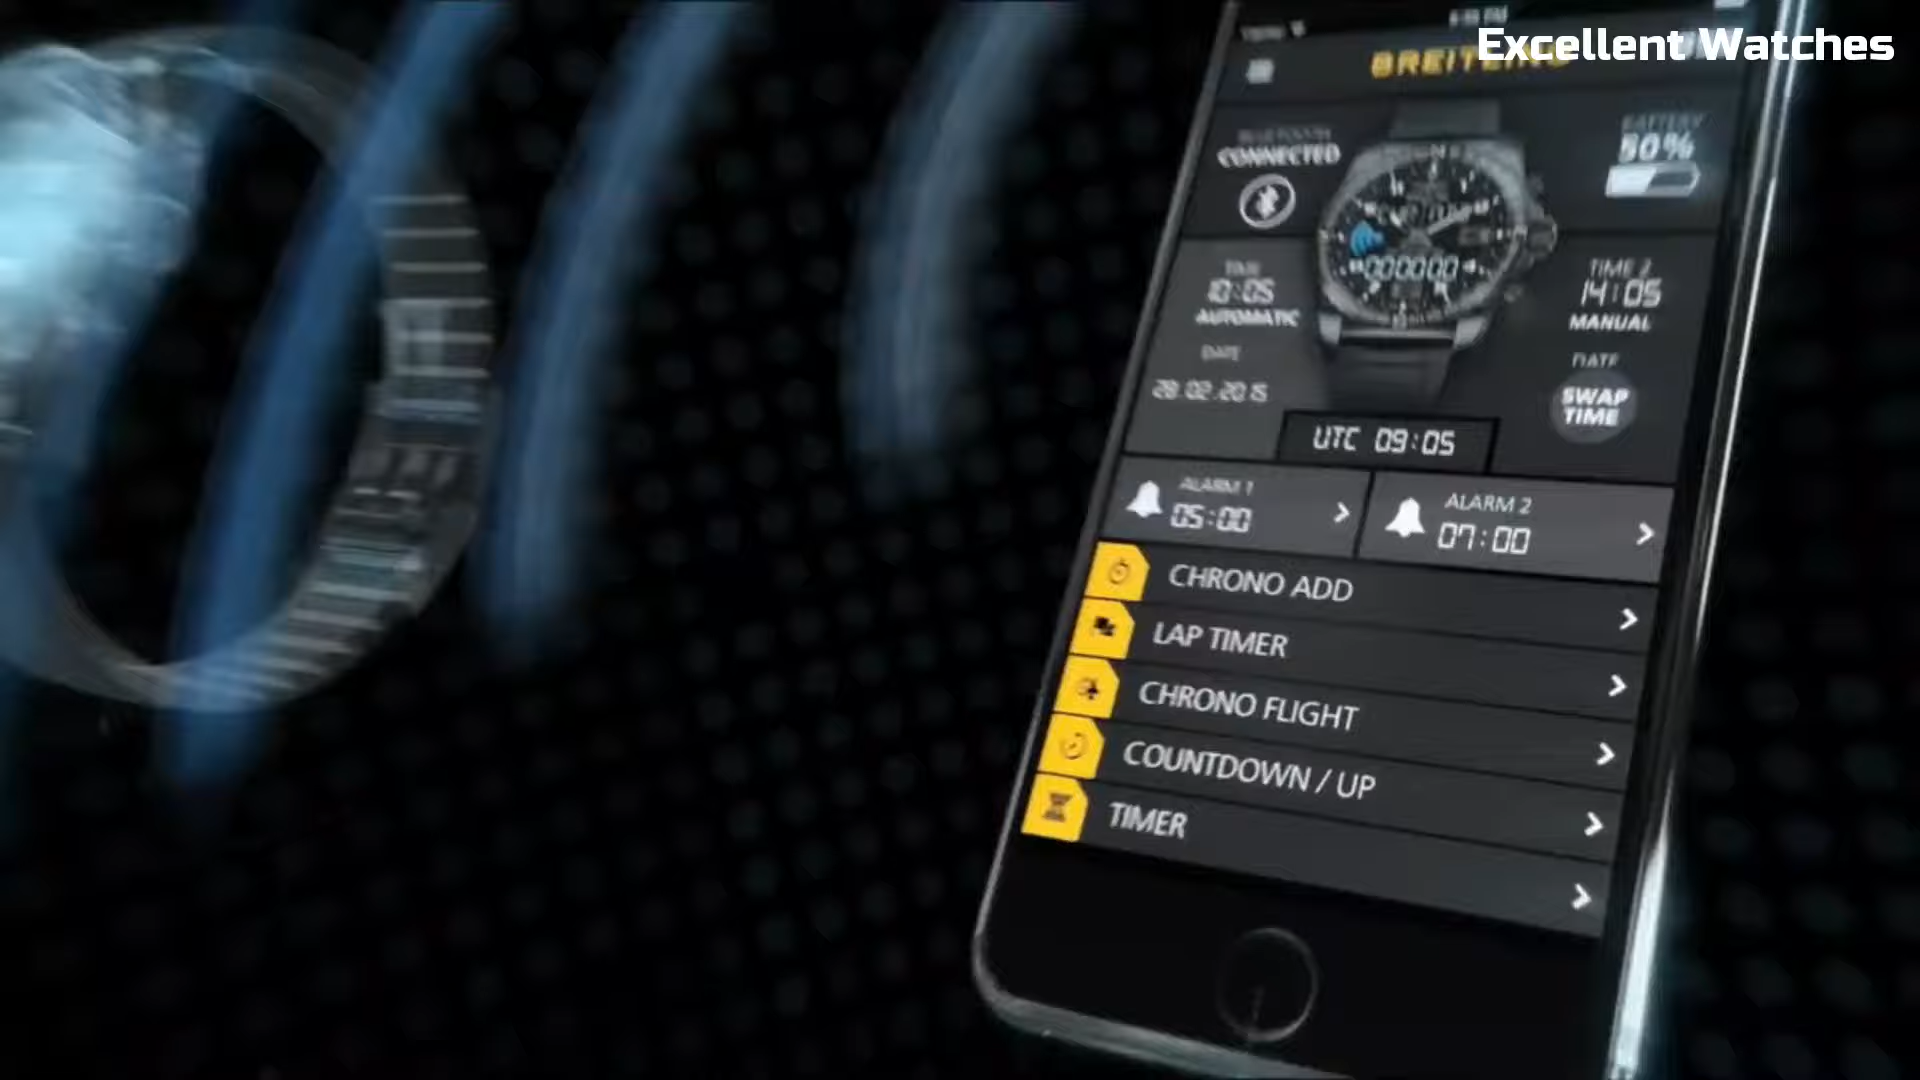 Excellent Watches
BREITLING
BLUETOOTH
CONNECTED
BATTERY
50%
TIME
10:05
AUTOMATIC
DATE
28.02.2015
TIME 2
14:05
MANUAL
DATE
SWAP
TIME
UTC 09:05
ALARM 1
05:00
ALARM 2
07:00
CHRONO ADD
LAP TIMER
CHRONO FLIGHT
COUNTDOWN / UP
TIMER